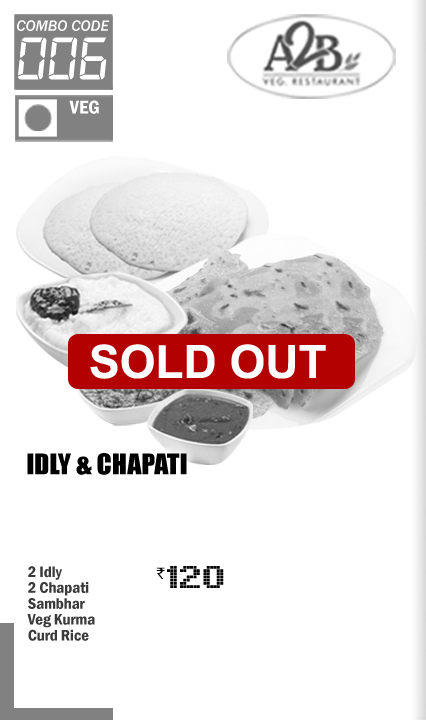 COMBO CODE
006
VEG
A2B
VEG. RESTAURANT
SOLD OUT
IDLY & CHAPATI
2 Idly
2 Chapati
Sambhar
Veg Kurma
Curd Rice
₹120